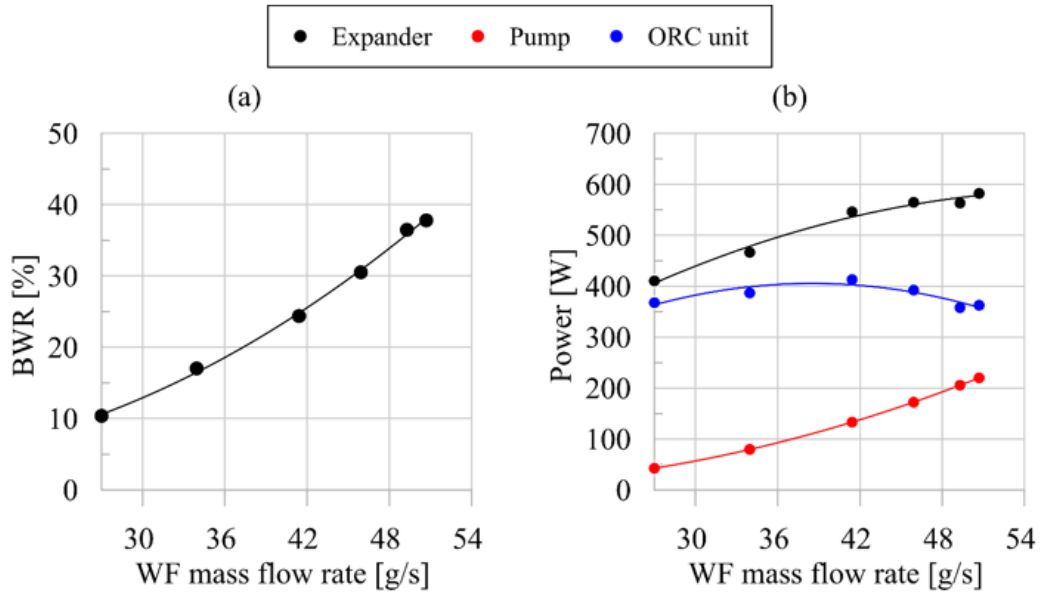 Expander Pump ORC unit
(a)
BWR [%]
50
40
30
20
10
0
30 36 42 48 54
WF mass flow rate [g/s]
(b)
Power [W]
700
600
500
400
300
200
100
0
30 36 42 48 54
WF mass flow rate [g/s]